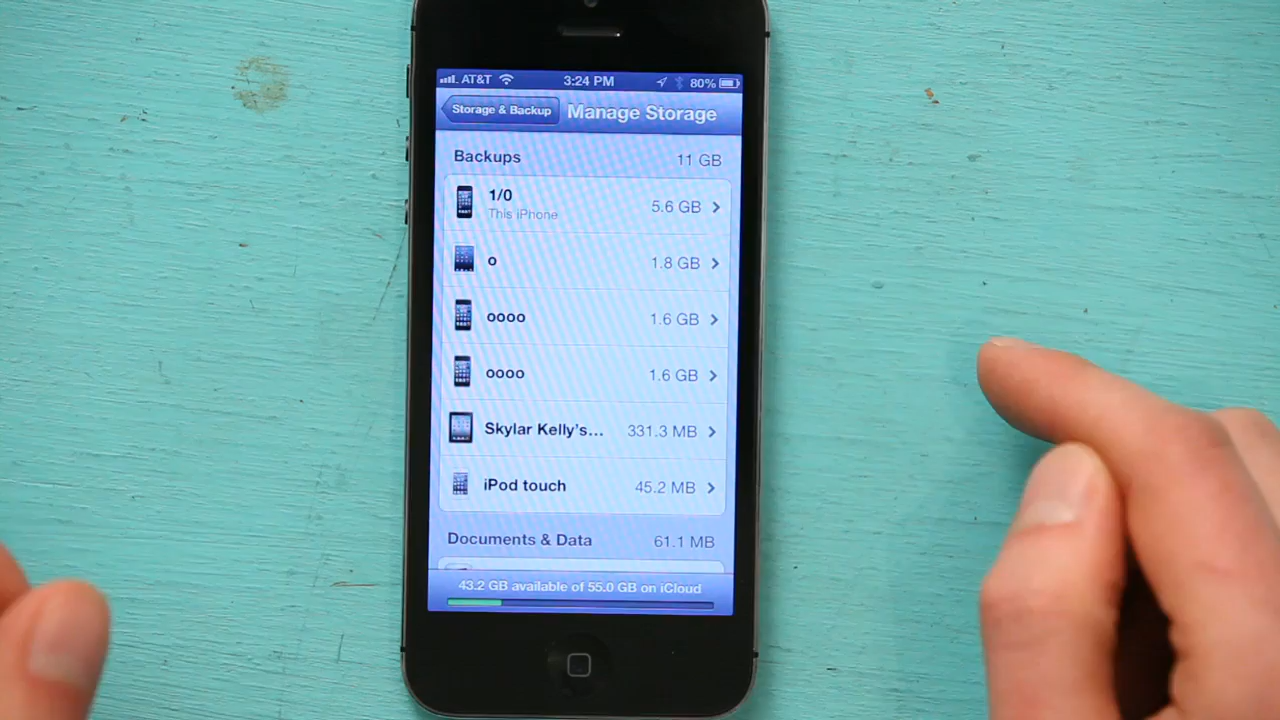 AT&T 3:24 PM 80%
Storage & Backup Manage Storage
Backups 11 GB
1/0
This iPhone 5.6 GB
o 1.8 GB
oooo 1.6 GB
oooo 1.6 GB
Skylar Kelly's... 331.3 MB
iPod touch 45.2 MB
Documents & Data 61.1 MB
43.2 GB available of 55.0 GB on iCloud